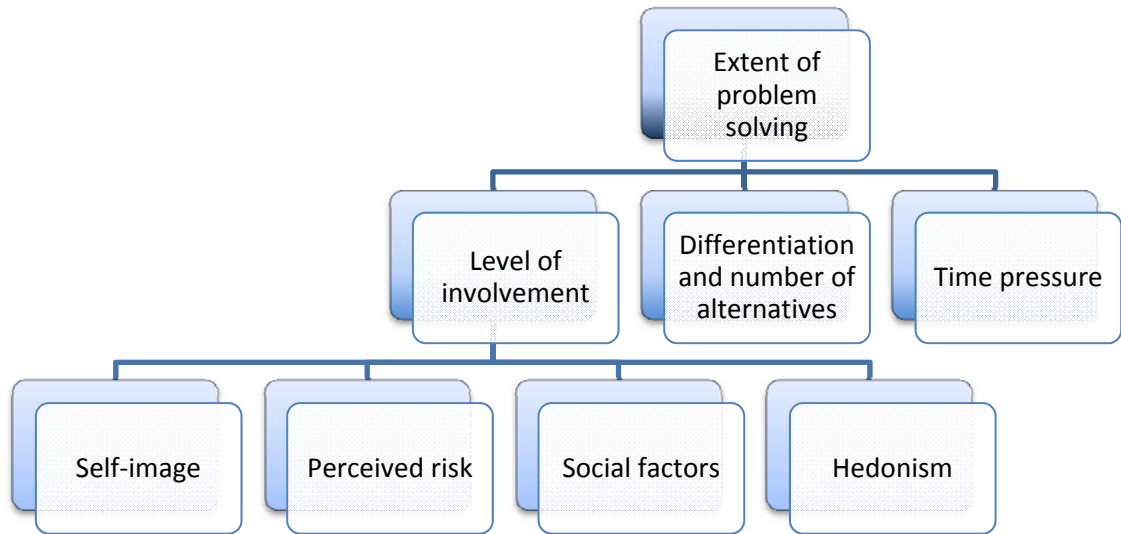 Extent of
problem
solving
Level of
involvement
Differentiation
and number of
alternatives
Time pressure
Self-image
Perceived risk
Social factors
Hedonism